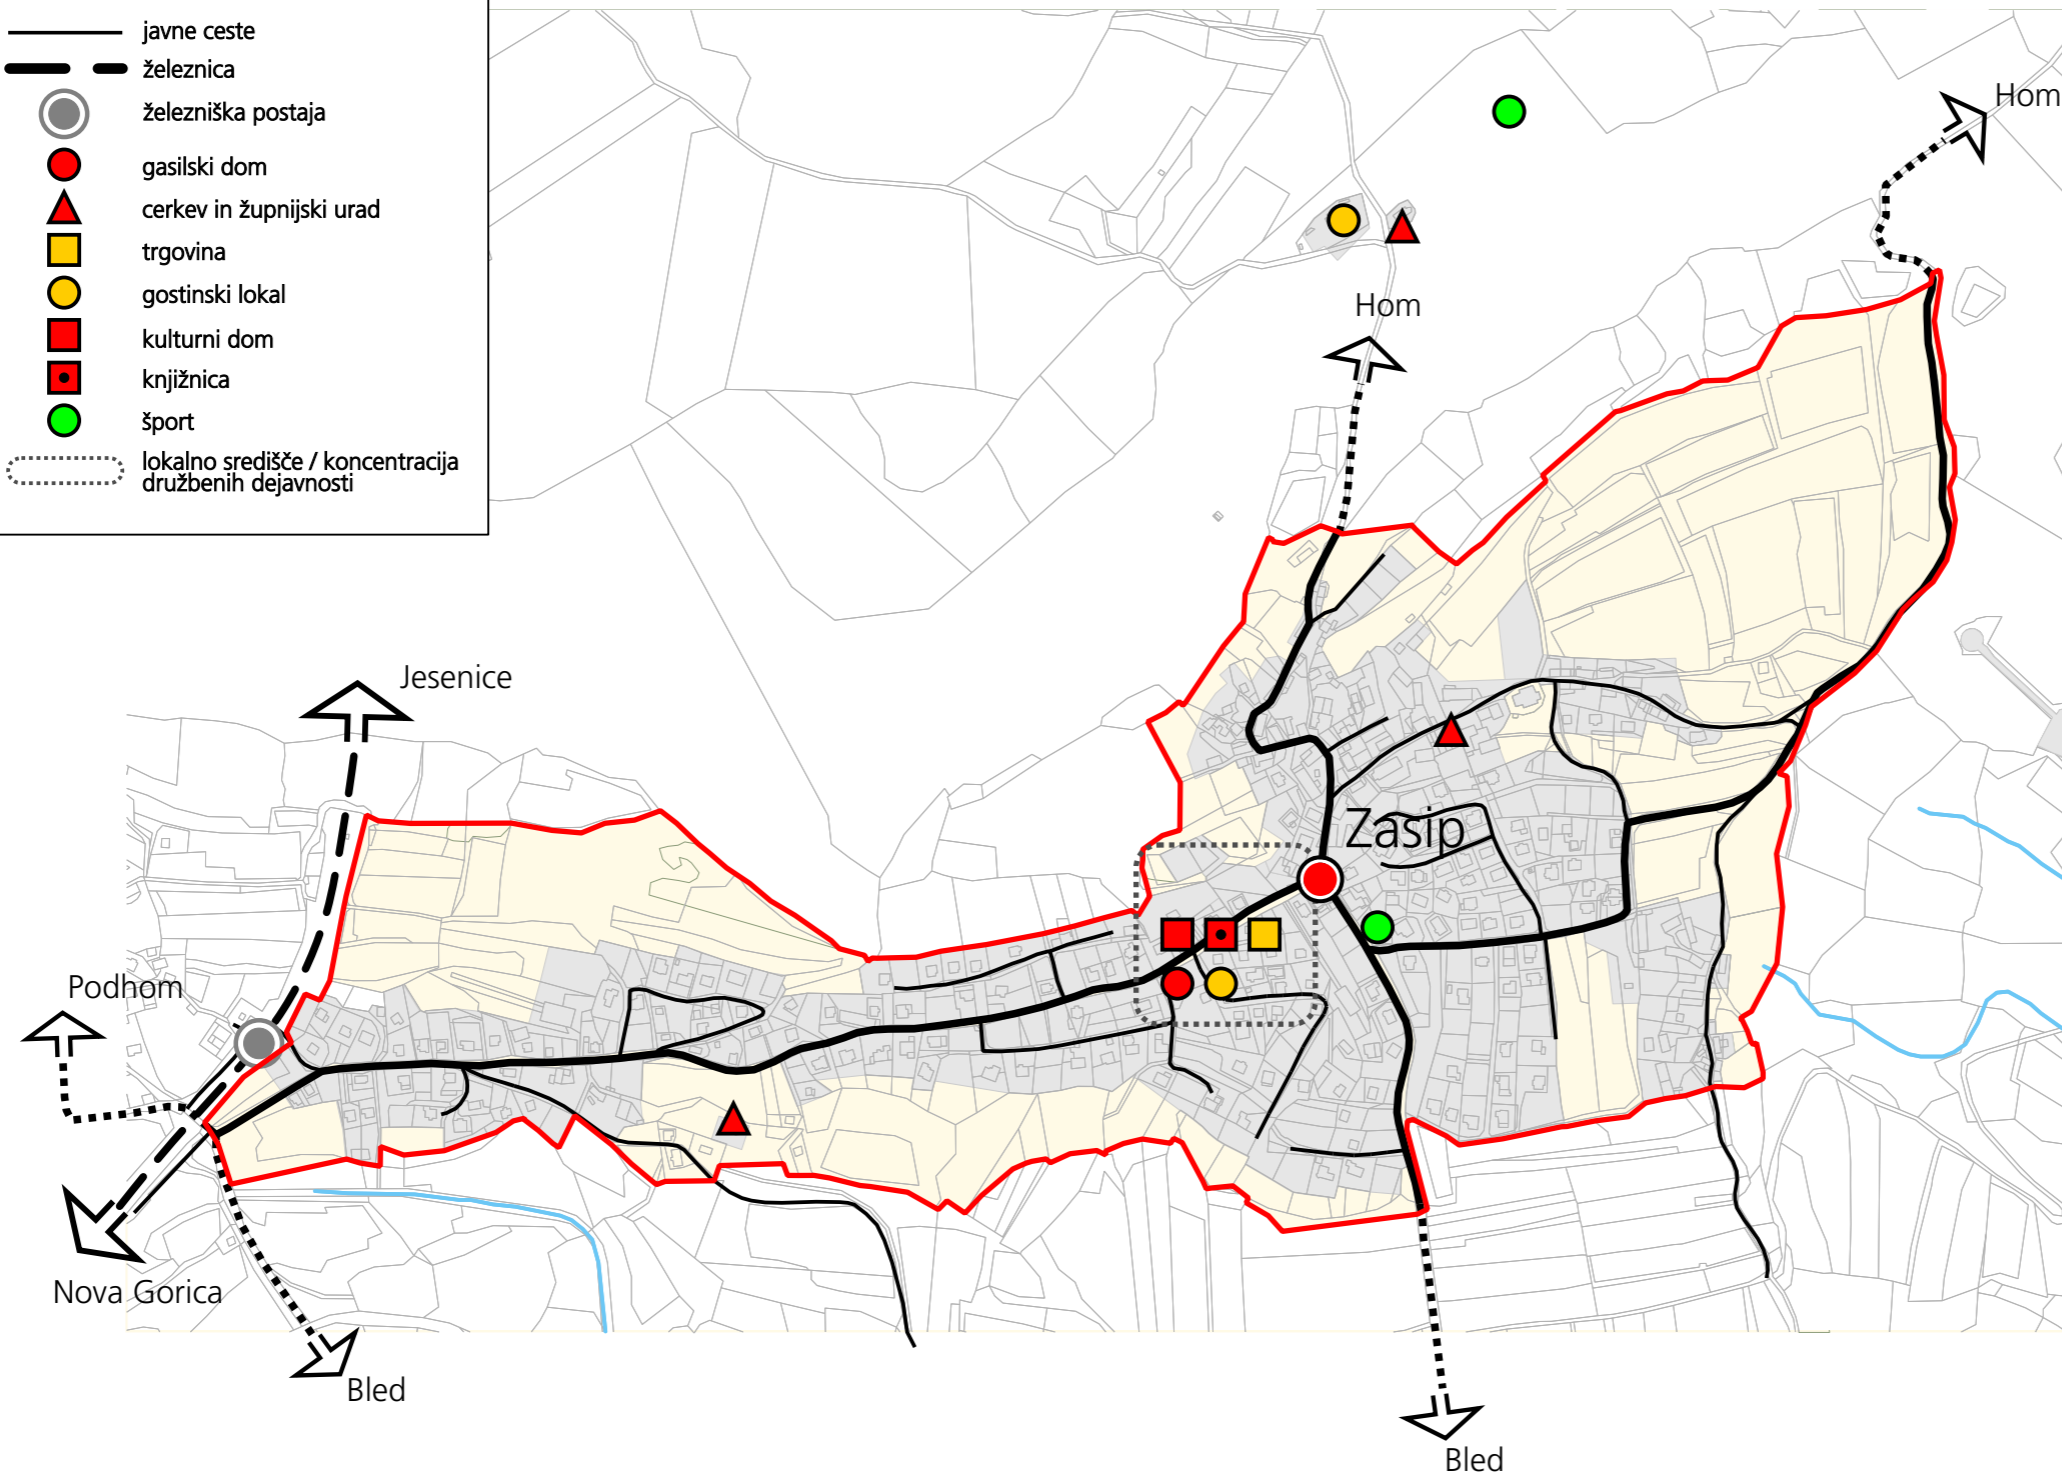 javne ceste
železnica
železniška postaja
gasilski dom
cerkev in župnijski urad
trgovina
gostinski lokal
kulturni dom
knjižnica
šport
lokalno središče / koncentracija
družbenih dejavnosti
Hom
Hom
Jesenice
Zasip
Podhom
Nova Gorica
Bled
Bled